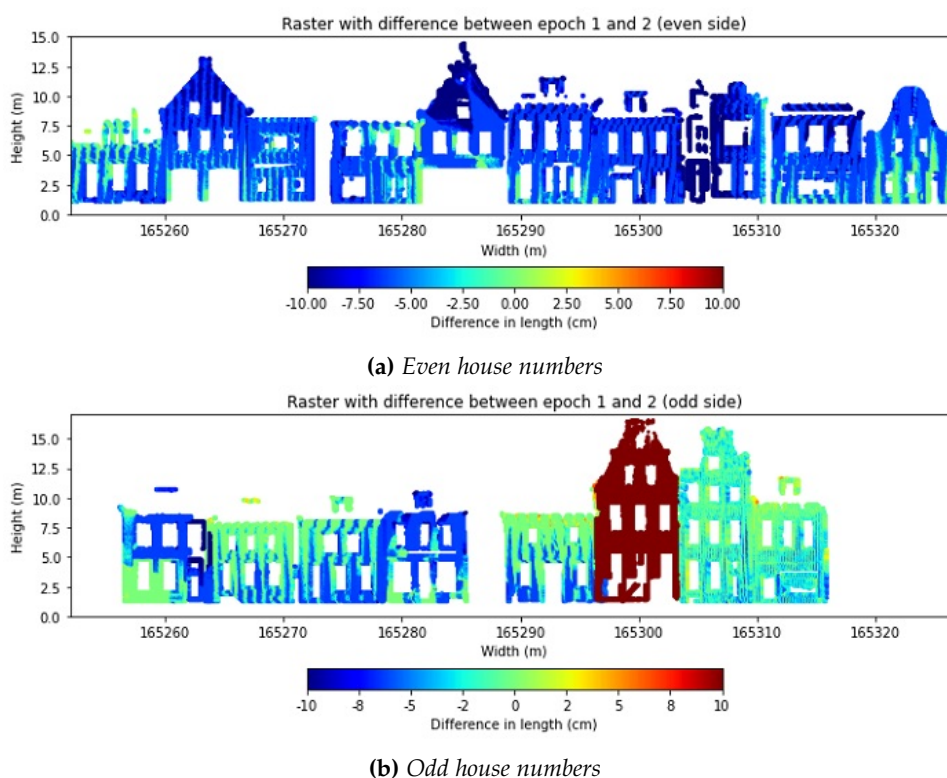 Raster with difference between epoch 1 and 2 (even side)
15.0
12.5
10.0
7.5
5.0
2.5
0.0
Height (m)
165260 165270 165280 165290 165300 165310 165320
Width (m)
-10.00 -7.50 -5.00 -2.50 0.00 2.50 5.00 7.50 10.00
Difference in length (cm)
(a) Even house numbers
Raster with difference between epoch 1 and 2 (odd side)
15.0
12.5
10.0
7.5
5.0
2.5
0.0
Height (m)
165260 165270 165280 165290 165300 165310 165320
Width (m)
-10 -8 -5 -2 0 2 5 8 10
Difference in length (cm)
(b) Odd house numbers